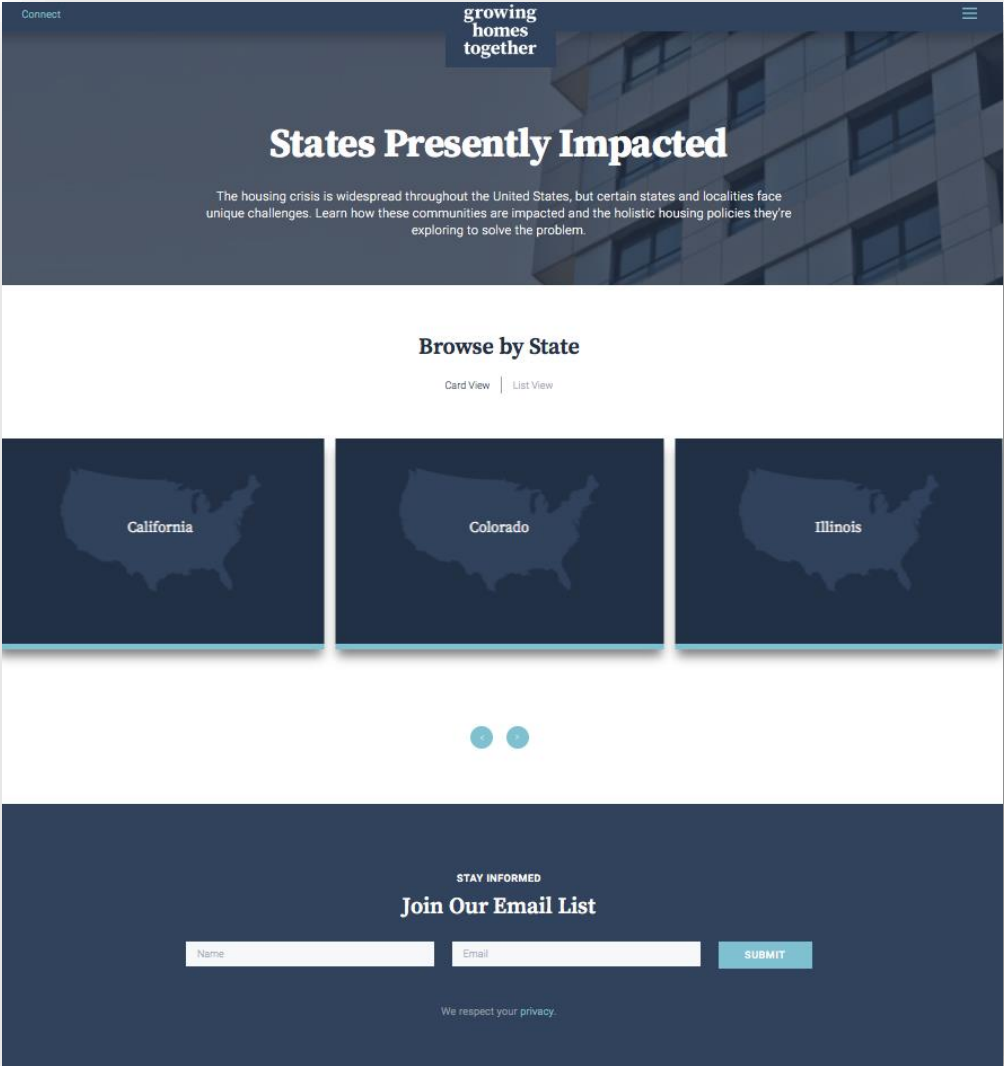 Connect
growing
homes
together
States Presently Impacted
The housing crisis is widespread throughout the United States, but certain states and localities face
unique challenges. Learn how these communities are impacted and the holistic housing policies they're
exploring to solve the problem.
Browse by State
Card View | List View
California
Colorado
Illinois
< >
STAY INFORMED
Join Our Email List
Name
Email
SUBMIT
We respect your privacy.